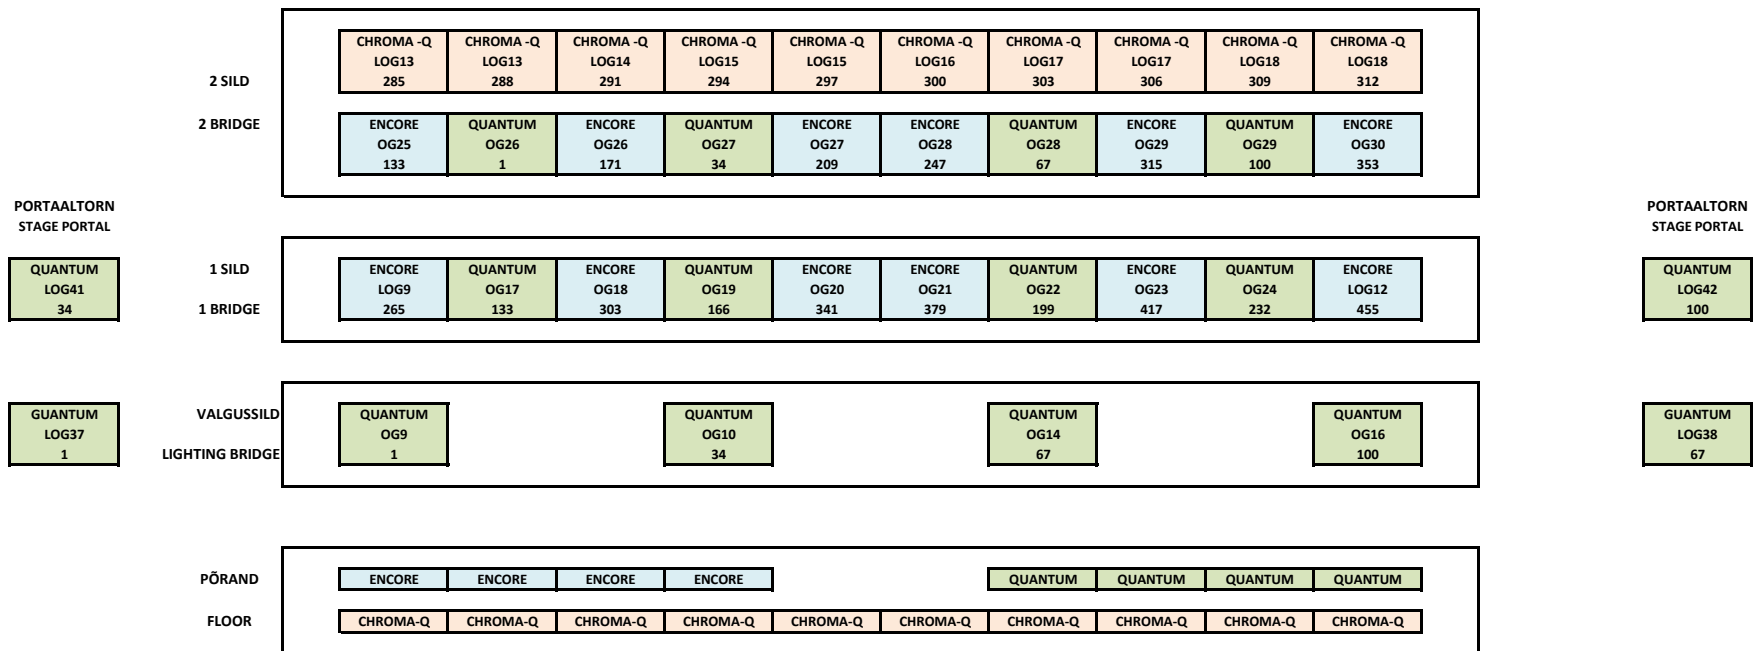 CHROMA -Q CHROMA -Q CHROMA -Q CHROMA -Q CHROMA -Q CHROMA -Q CHROMA -Q CHROMA -Q CHROMA -Q CHROMA -Q
LOG13 LOG13 LOG14 LOG15 LOG15 LOG16 LOG17 LOG17 LOG18 LOG18
2 SILD 285 288 291 294 297 300 303 306 309 312
2 BRIDGE ENCORE QUANTUM ENCORE QUANTUM ENCORE ENCORE QUANTUM ENCORE QUANTUM ENCORE
OG25 OG26 OG26 OG27 OG27 OG28 OG28 OG29 OG29 OG30
133 1 171 34 209 247 67 315 100 353
PORTAALTORN PORTAALTORN
STAGE PORTAL STAGE PORTAL
QUANTUM 1 SILD ENCORE QUANTUM ENCORE QUANTUM ENCORE ENCORE QUANTUM ENCORE QUANTUM ENCORE QUANTUM
LOG41 LOG9 OG17 OG18 OG19 OG20 OG21 OG22 OG23 OG24 LOG12 LOG42
34 1 BRIDGE 265 133 303 166 341 379 199 417 232 455 100
GUANTUM VALGUSSILD QUANTUM QUANTUM QUANTUM QUANTUM GUANTUM
LOG37 OG9 OG10 OG14 OG16 LOG38
1 LIGHTING BRIDGE 1 34 67 100 67
PÕRAND ENCORE ENCORE ENCORE ENCORE QUANTUM QUANTUM QUANTUM QUANTUM
FLOOR CHROMA-Q CHROMA-Q CHROMA-Q CHROMA-Q CHROMA-Q CHROMA-Q CHROMA-Q CHROMA-Q CHROMA-Q CHROMA-Q